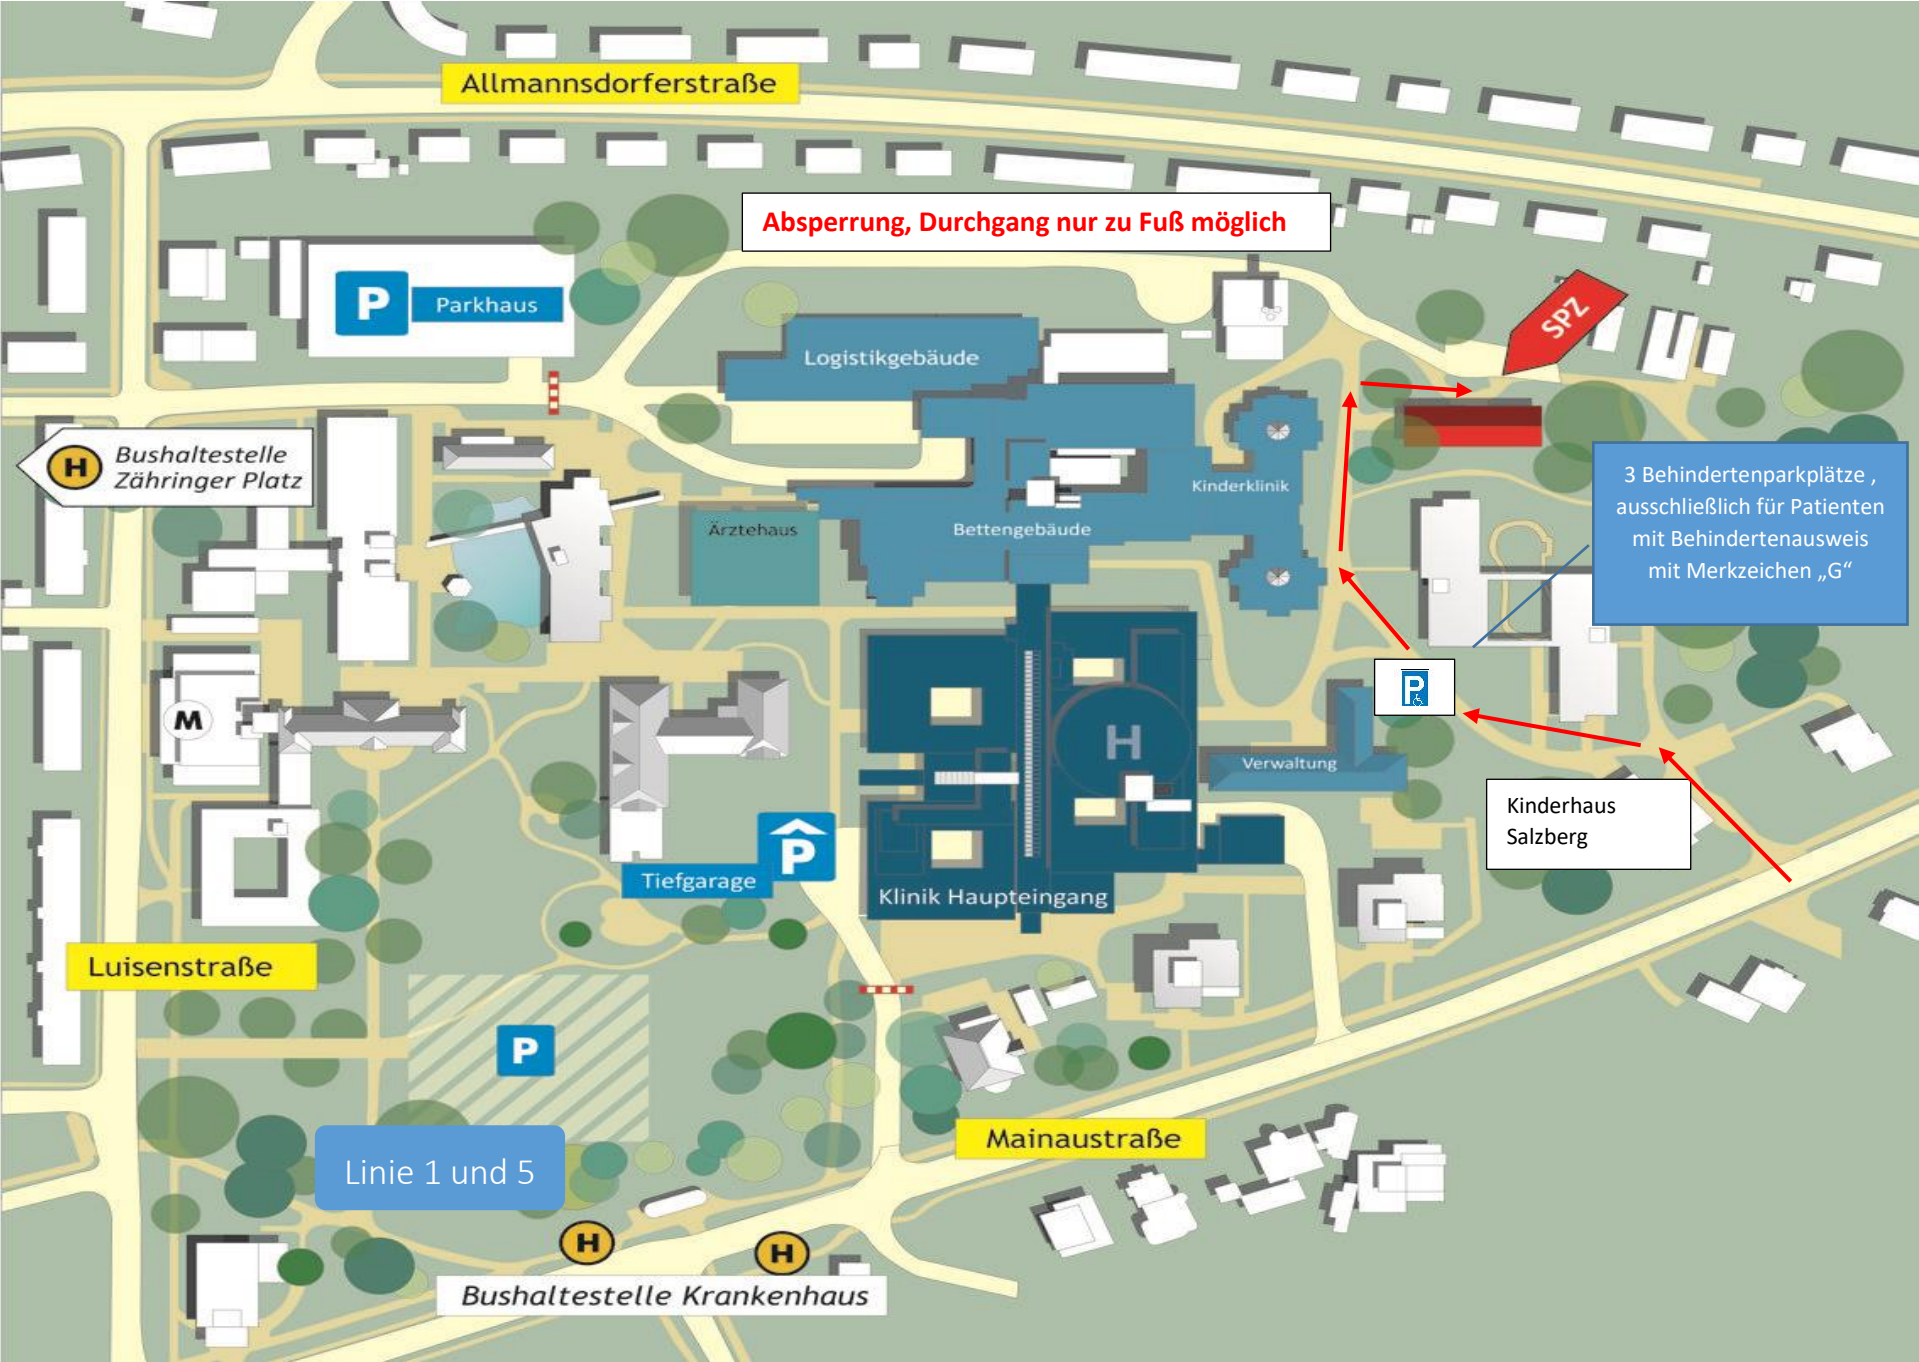 Allmannsdorferstraße
Absperrung, Durchgang nur zu Fuß möglich
P
Parkhaus
SPZ
Logistikgebäude
H
Bushaltestelle
Zähringer Platz
Kinderklinik
Ärztehaus
Bettengebäude
3 Behindertenparkplätze ,
ausschließlich für Patienten
mit Behindertenausweis
mit Merkzeichen „G“
P
M
H
Verwaltung
Kinderhaus
Salzberg
P
Tiefgarage
Klinik Haupteingang
Luisenstraße
P
Mainaustraße
Linie 1 und 5
H
H
Bushaltestelle Krankenhaus